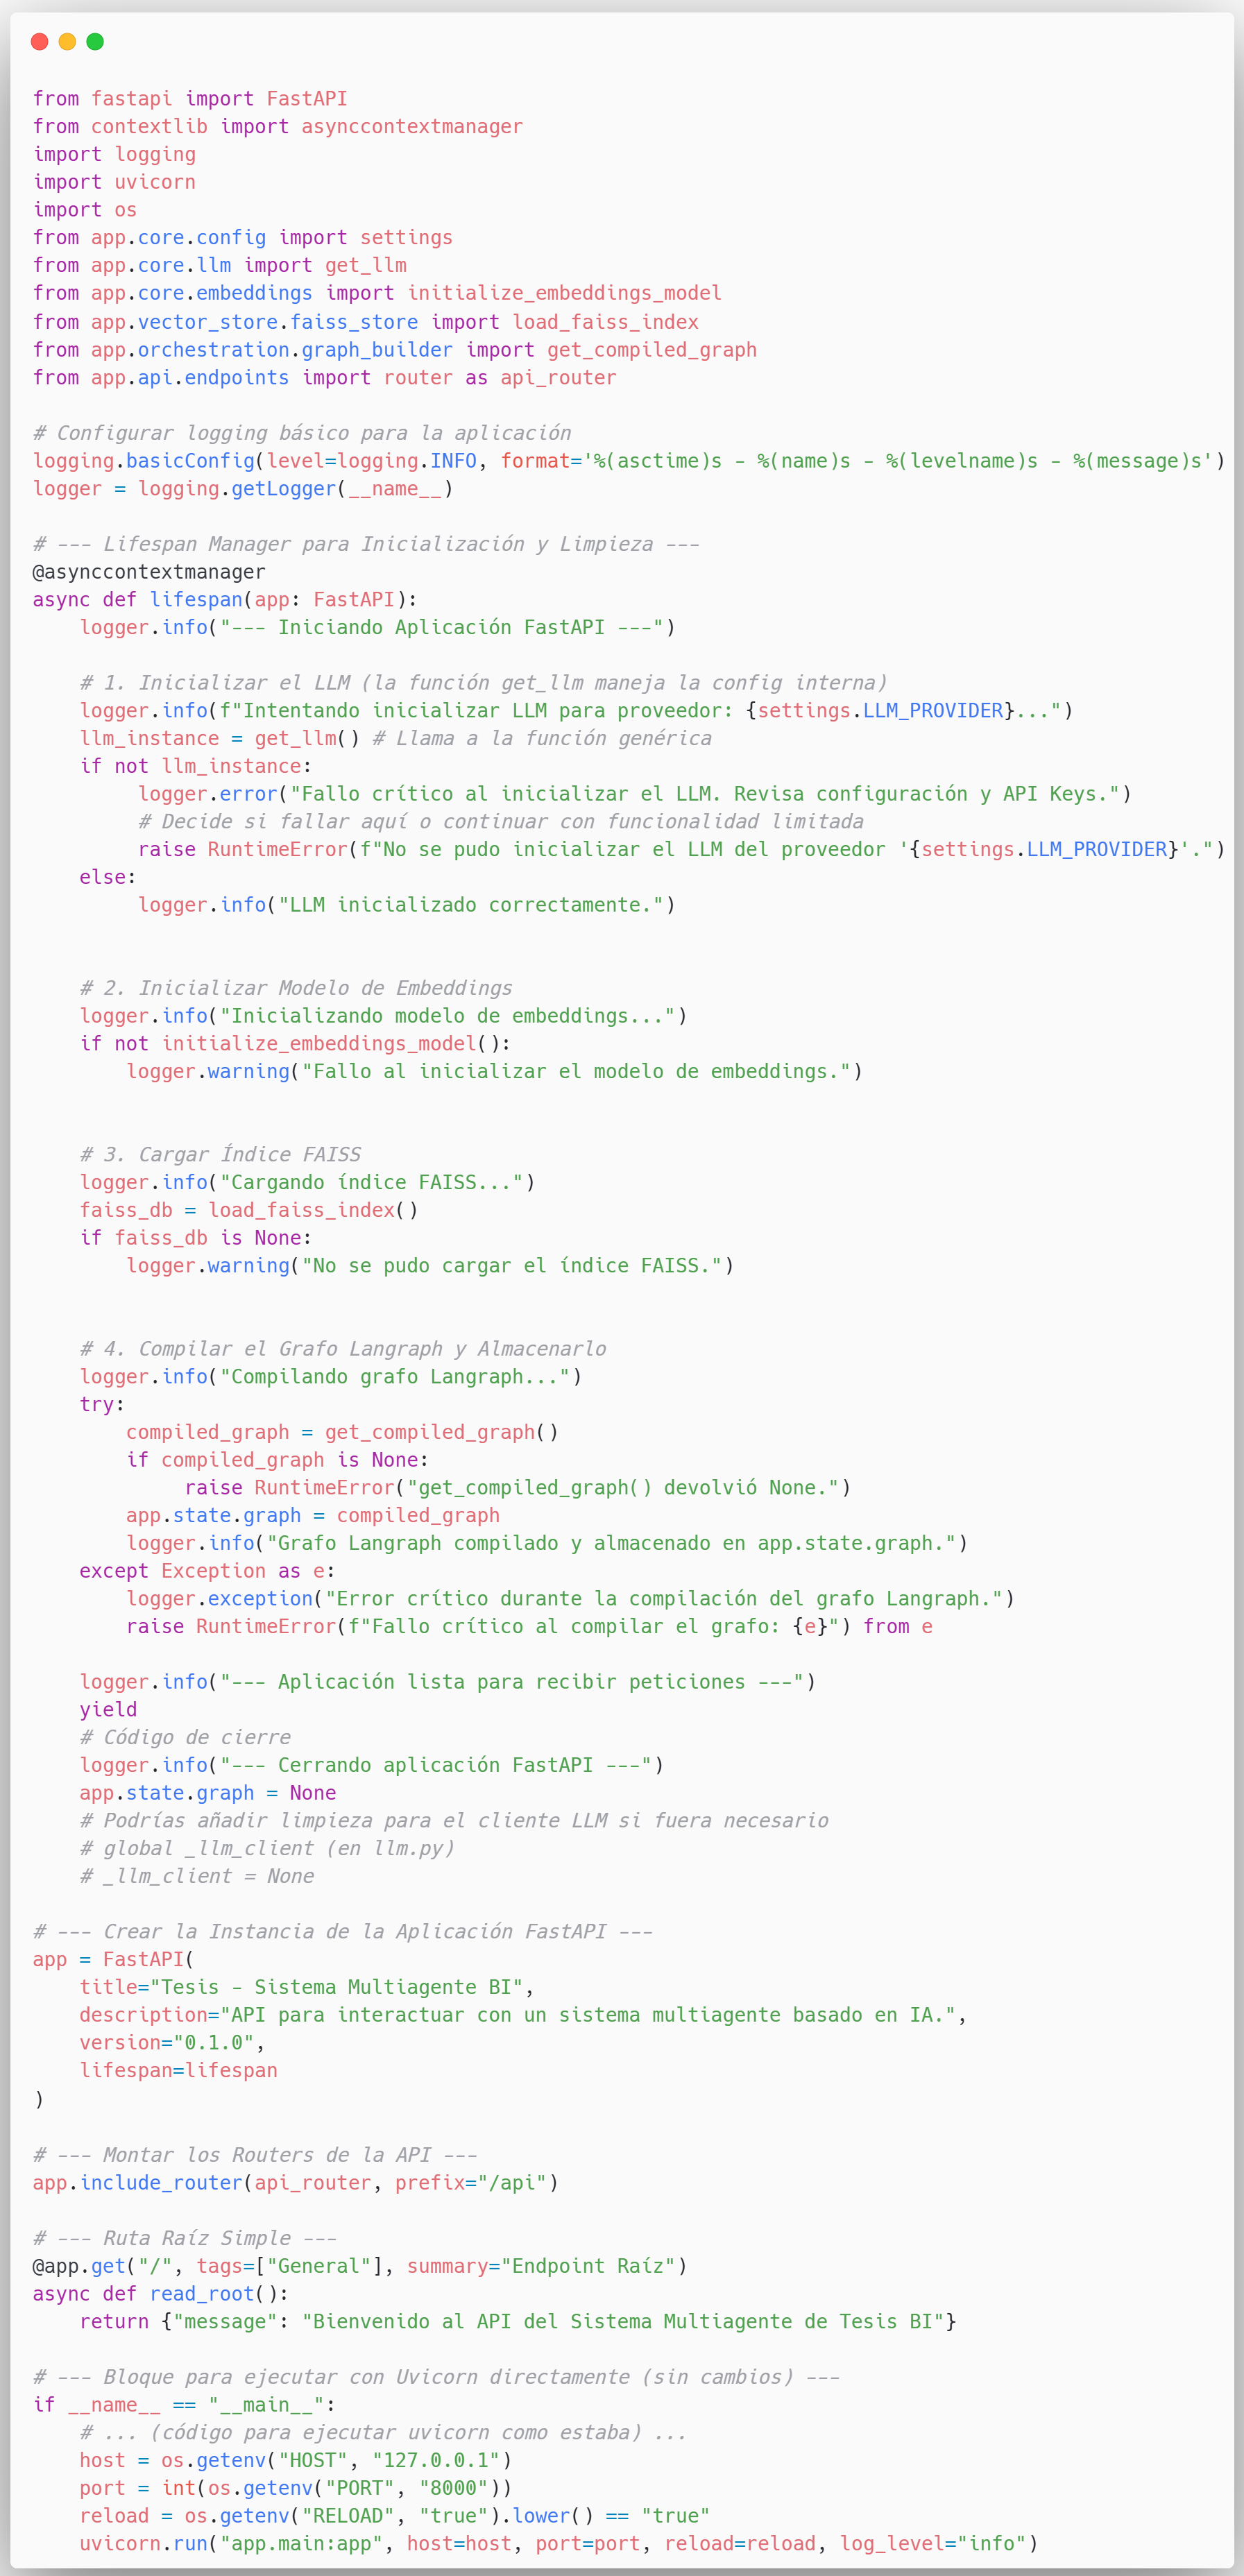 from fastapi import FastAPI
from contextlib import asynccontextmanager
import logging
import uvicorn
import os
from app.core.config import settings
from app.core.llm import get_llm
from app.core.embeddings import initialize_embeddings_model
from app.vector_store.faiss_store import load_faiss_index
from app.orchestration.graph_builder import get_compiled_graph
from app.api.endpoints import router as api_router

# Configurar logging básico para la aplicación
logging.basicConfig(level=logging.INFO, format='%(asctime)s - %(name)s - %(levelname)s - %(message)s')
logger = logging.getLogger(__name__)

# --- Lifespan Manager para Inicialización y Limpieza ---
@asynccontextmanager
async def lifespan(app: FastAPI):
    logger.info("--- Iniciando Aplicación FastAPI ---")

    # 1. Inicializar el LLM (la función get_llm maneja la config interna)
    logger.info(f"Intentando inicializar LLM para proveedor: {settings.LLM_PROVIDER}...")
    llm_instance = get_llm() # Llama a la función genérica
    if not llm_instance:
         logger.error("Fallo crítico al inicializar el LLM. Revisa configuración y API Keys.")
         # Decide si fallar aquí o continuar con funcionalidad limitada
         raise RuntimeError(f"No se pudo inicializar el LLM del proveedor '{settings.LLM_PROVIDER}'.")
    else:
         logger.info("LLM inicializado correctamente.")


    # 2. Inicializar Modelo de Embeddings
    logger.info("Inicializando modelo de embeddings...")
    if not initialize_embeddings_model():
        logger.warning("Fallo al inicializar el modelo de embeddings.")


    # 3. Cargar Índice FAISS
    logger.info("Cargando índice FAISS...")
    faiss_db = load_faiss_index()
    if faiss_db is None:
        logger.warning("No se pudo cargar el índice FAISS.")


    # 4. Compilar el Grafo Langraph y Almacenarlo
    logger.info("Compilando grafo Langraph...")
    try:
        compiled_graph = get_compiled_graph()
        if compiled_graph is None:
             raise RuntimeError("get_compiled_graph() devolvió None.")
        app.state.graph = compiled_graph
        logger.info("Grafo Langraph compilado y almacenado en app.state.graph.")
    except Exception as e:
        logger.exception("Error crítico durante la compilación del grafo Langraph.")
        raise RuntimeError(f"Fallo crítico al compilar el grafo: {e}") from e

    logger.info("--- Aplicación lista para recibir peticiones ---")
    yield
    # Código de cierre
    logger.info("--- Cerrando aplicación FastAPI ---")
    app.state.graph = None
    # Podrías añadir limpieza para el cliente LLM si fuera necesario
    # global _llm_client (en llm.py)
    # _llm_client = None

# --- Crear la Instancia de la Aplicación FastAPI ---
app = FastAPI(
    title="Tesis - Sistema Multiagente BI",
    description="API para interactuar con un sistema multiagente basado en IA.",
    version="0.1.0",
    lifespan=lifespan
)

# --- Montar los Routers de la API ---
app.include_router(api_router, prefix="/api")

# --- Ruta Raíz Simple ---
@app.get("/", tags=["General"], summary="Endpoint Raíz")
async def read_root():
    return {"message": "Bienvenido al API del Sistema Multiagente de Tesis BI"}

# --- Bloque para ejecutar con Uvicorn directamente (sin cambios) ---
if __name__ == "__main__":
    # ... (código para ejecutar uvicorn como estaba) ...
    host = os.getenv("HOST", "127.0.0.1")
    port = int(os.getenv("PORT", "8000"))
    reload = os.getenv("RELOAD", "true").lower() == "true"
    uvicorn.run("app.main:app", host=host, port=port, reload=reload, log_level="info")